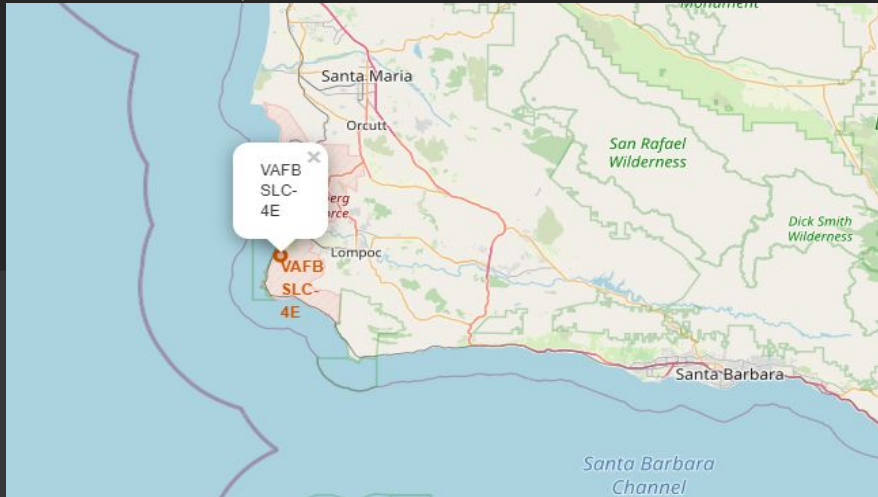 Monument
Santa Maria
Orcutt
San Rafael
Wilderness
VAFB
SLC-
4E
Dick Smith
Wilderness
Lompoc
VAFB
SLC-
4E
Santa Barbara
Santa Barbara
Channel